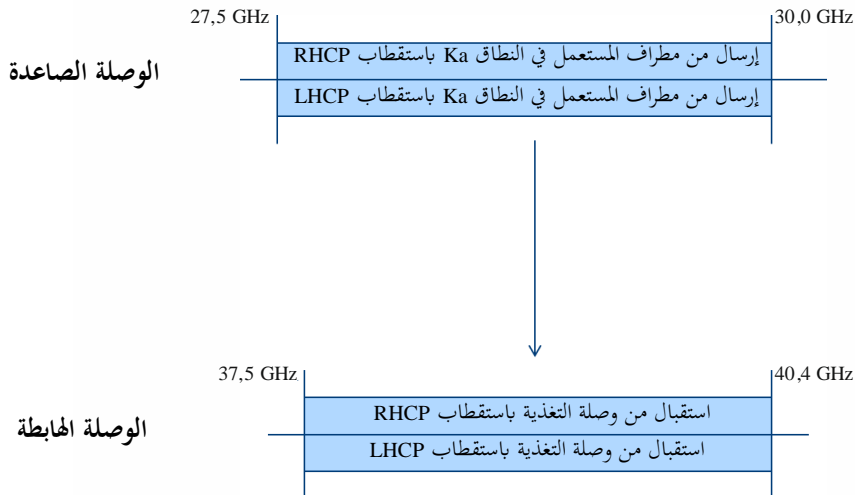 27,5 GHz
30,0 GHz
إرسال من مطراف المستعمل في النطاق Ka باستقطاب RHCP
الوصلة الصاعدة
إرسال من مطراف المستعمل في النطاق Ka باستقطاب LHCP
37,5 GHz
40,4 GHz
استقبال من وصلة التغذية باستقطاب RHCP
الوصلة الهابطة
استقبال من وصلة التغذية باستقطاب LHCP